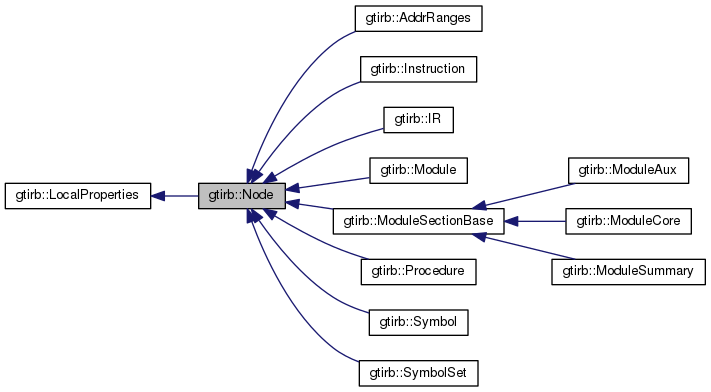 gtirb::AddrRanges
gtirb::Instruction
gtirb::IR
gtirb::Module
gtirb::ModuleAux
gtirb::LocalProperties
gtirb::Node
gtirb::ModuleSectionBase
gtirb::ModuleCore
gtirb::Procedure
gtirb::ModuleSummary
gtirb::Symbol
gtirb::SymbolSet